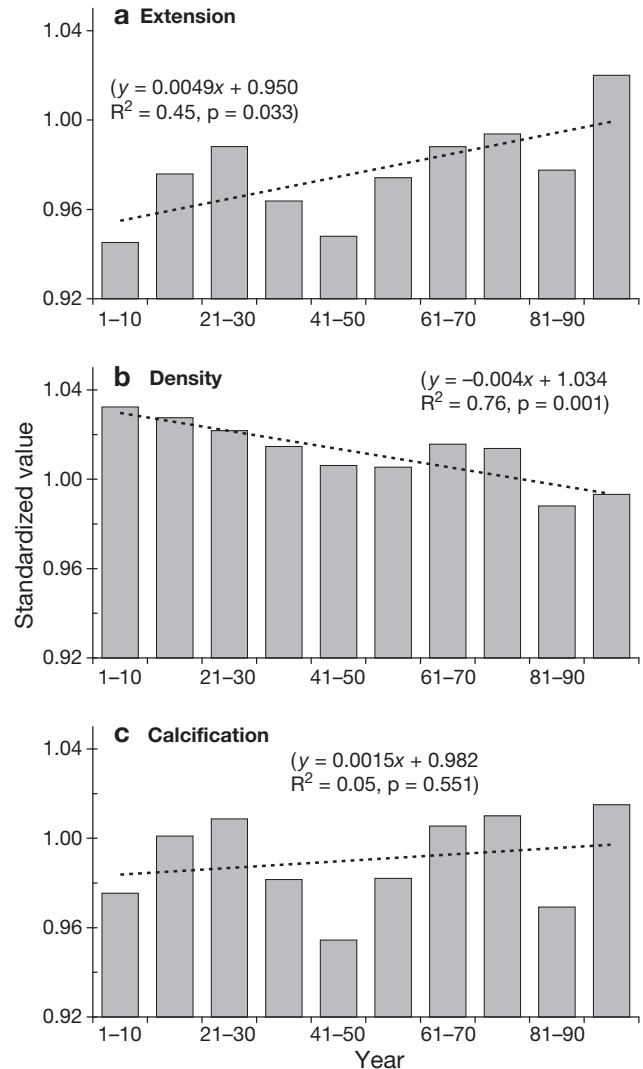 a Extension
(y = 0.0049x + 0.950
R² = 0.45, p = 0.033)
1.04
1.00
0.96
0.92
1–10
21–30
41–50
61–70
81–90
b Density
(y = –0.004x + 1.034
R² = 0.76, p = 0.001)
1.04
1.00
0.96
0.92
1–10
21–30
41–50
61–70
81–90
Standardized value
c Calcification
(y = 0.0015x + 0.982
R² = 0.05, p = 0.551)
1.04
1.00
0.96
0.92
1–10
21–30
41–50
61–70
81–90
Year